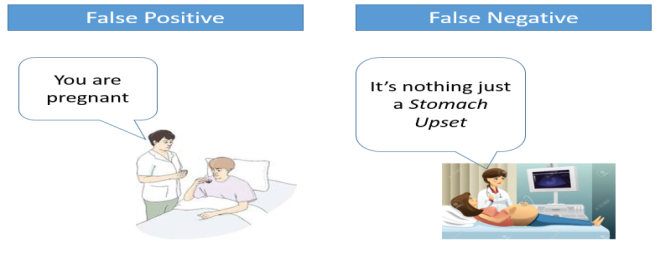 False Positive
False Negative
You are
pregnant
It's nothing just
a Stomach
Upset